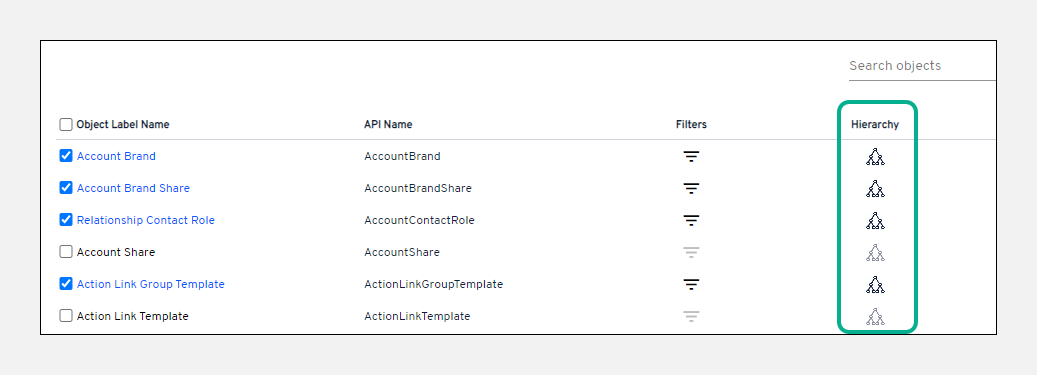 Search objects
Object Label Name API Name Filters Hierarchy
Account Brand AccountBrand
Account Brand Share AccountBrandShare
Relationship Contact Role AccountContactRole
Account Share AccountShare
Action Link Group Template ActionLinkGroupTemplate
Action Link Template ActionLinkTemplate